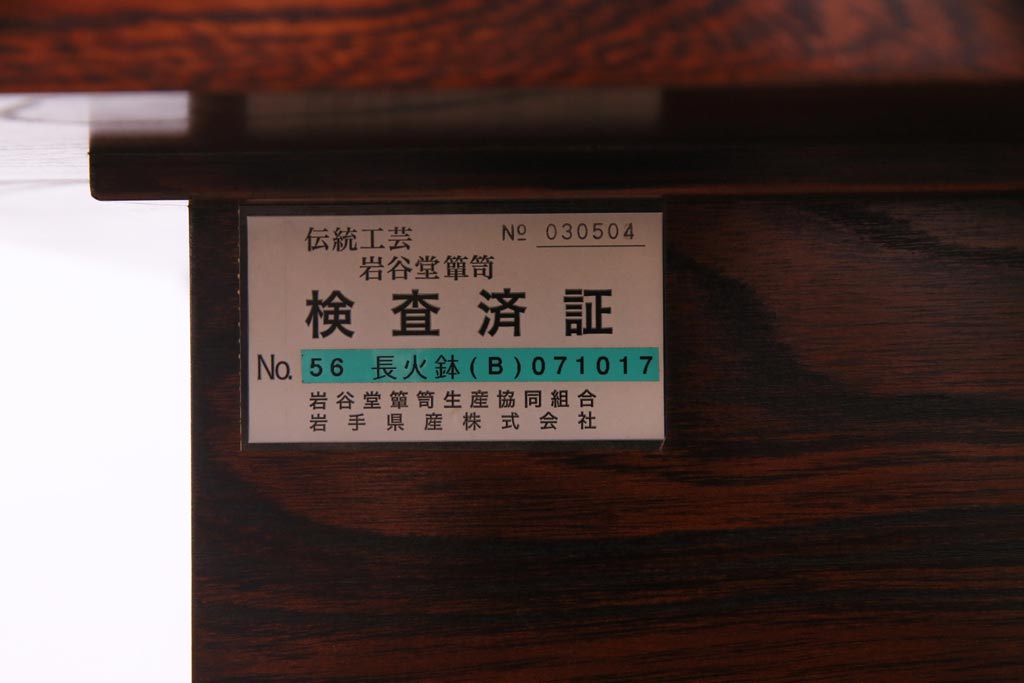 伝統工芸 № 030504
岩谷堂簞笥
検査済証
No. 56 長火鉢(B)071017
岩谷堂簞笥生産協同組合
岩手県産株式会社